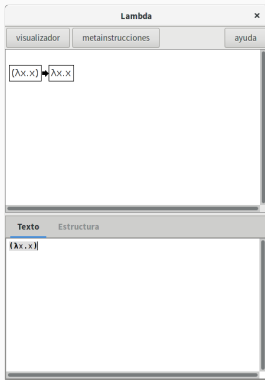 Lambda ×
visualizador metainstrucciones ayuda
(λx.x) λx.x
Texto Estructura
(λx.x)